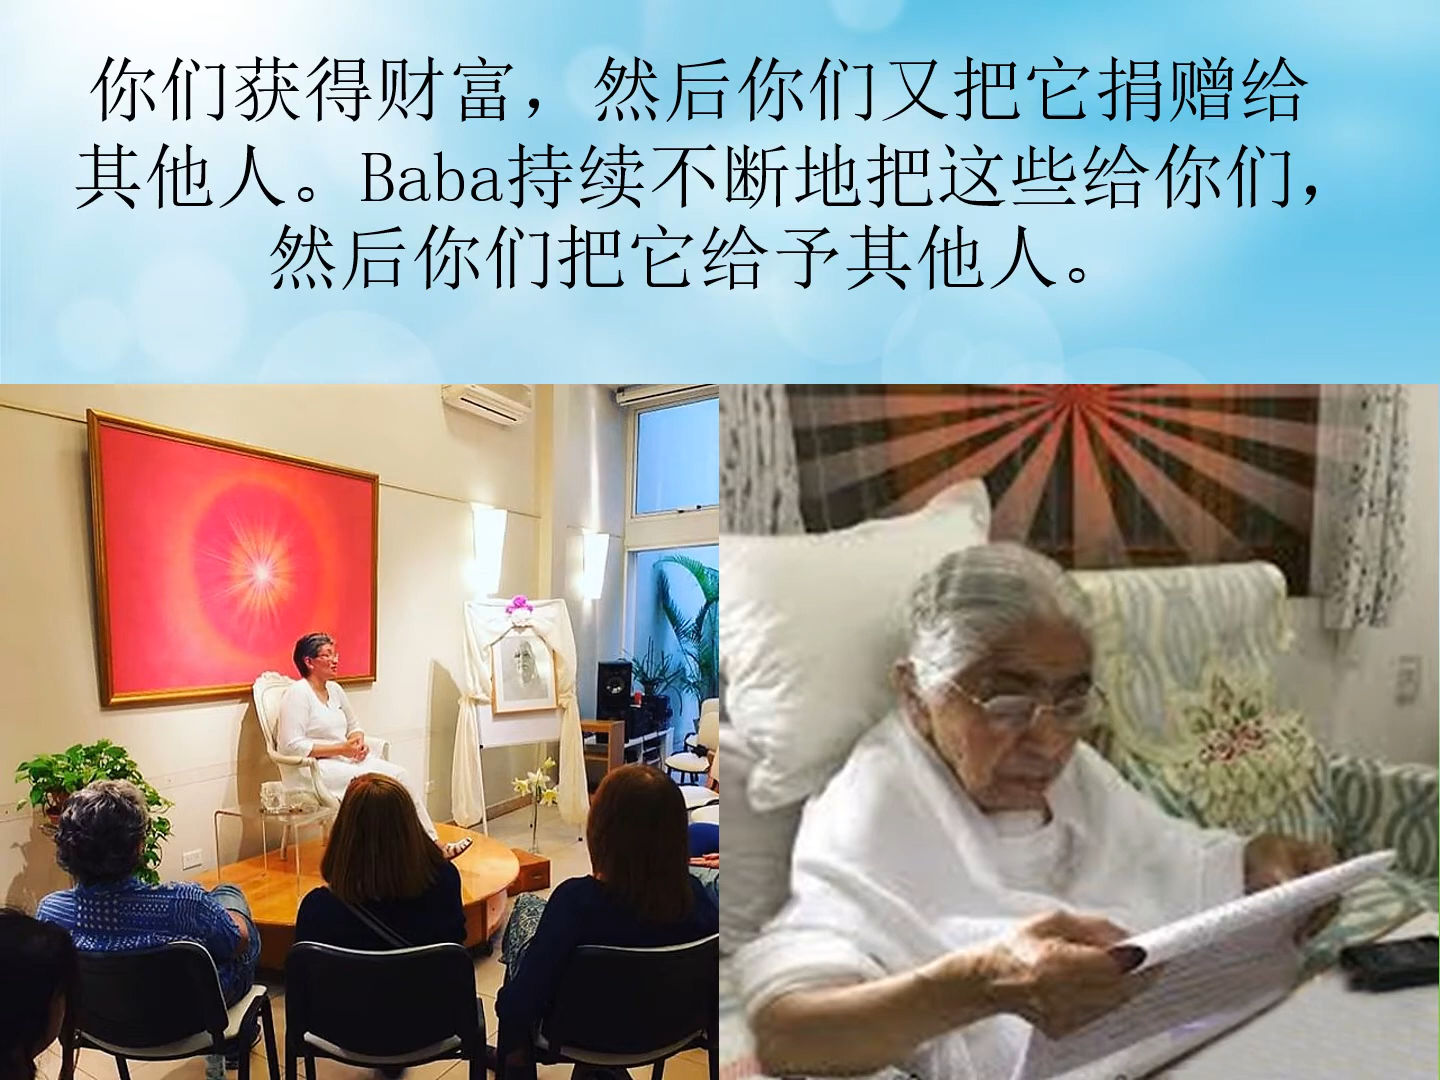 你们获得财富，然后你们又把它捐赠给
其他人。Baba持续不断地把这些给你们，
然后你们把它给予其他人。